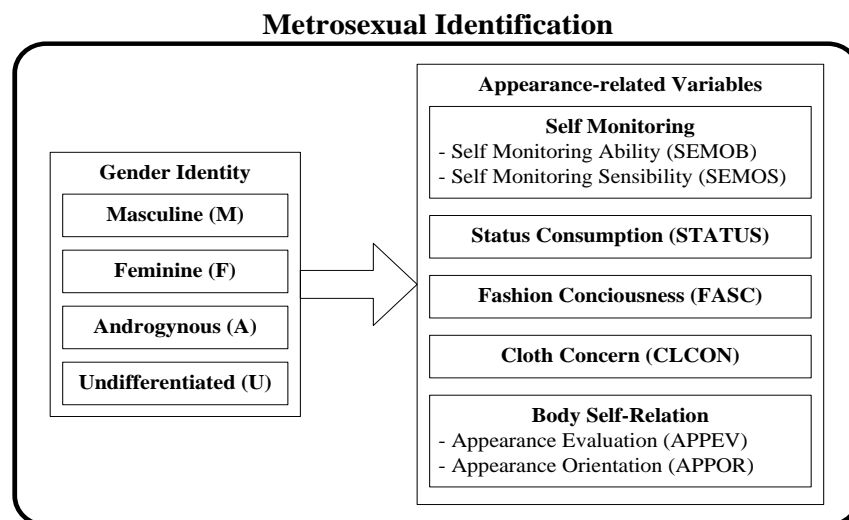 Metrosexual Identification
Gender Identity
Masculine (M)
Feminine (F)
Androgynous (A)
Undifferentiated (U)
Appearance-related Variables
Self Monitoring
- Self Monitoring Ability (SEMOB)
- Self Monitoring Sensibility (SEMOS)
Status Consumption (STATUS)
Fashion Conciousness (FASC)
Cloth Concern (CLCON)
Body Self-Relation
- Appearance Evaluation (APPEV)
- Appearance Orientation (APPOR)